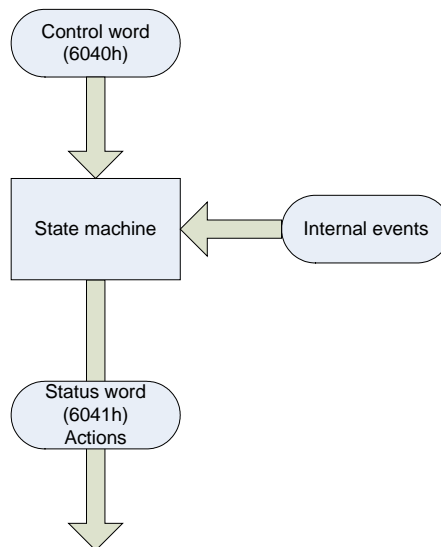 Control word
(6040h)
State machine
Internal events
Status word
(6041h)
Actions